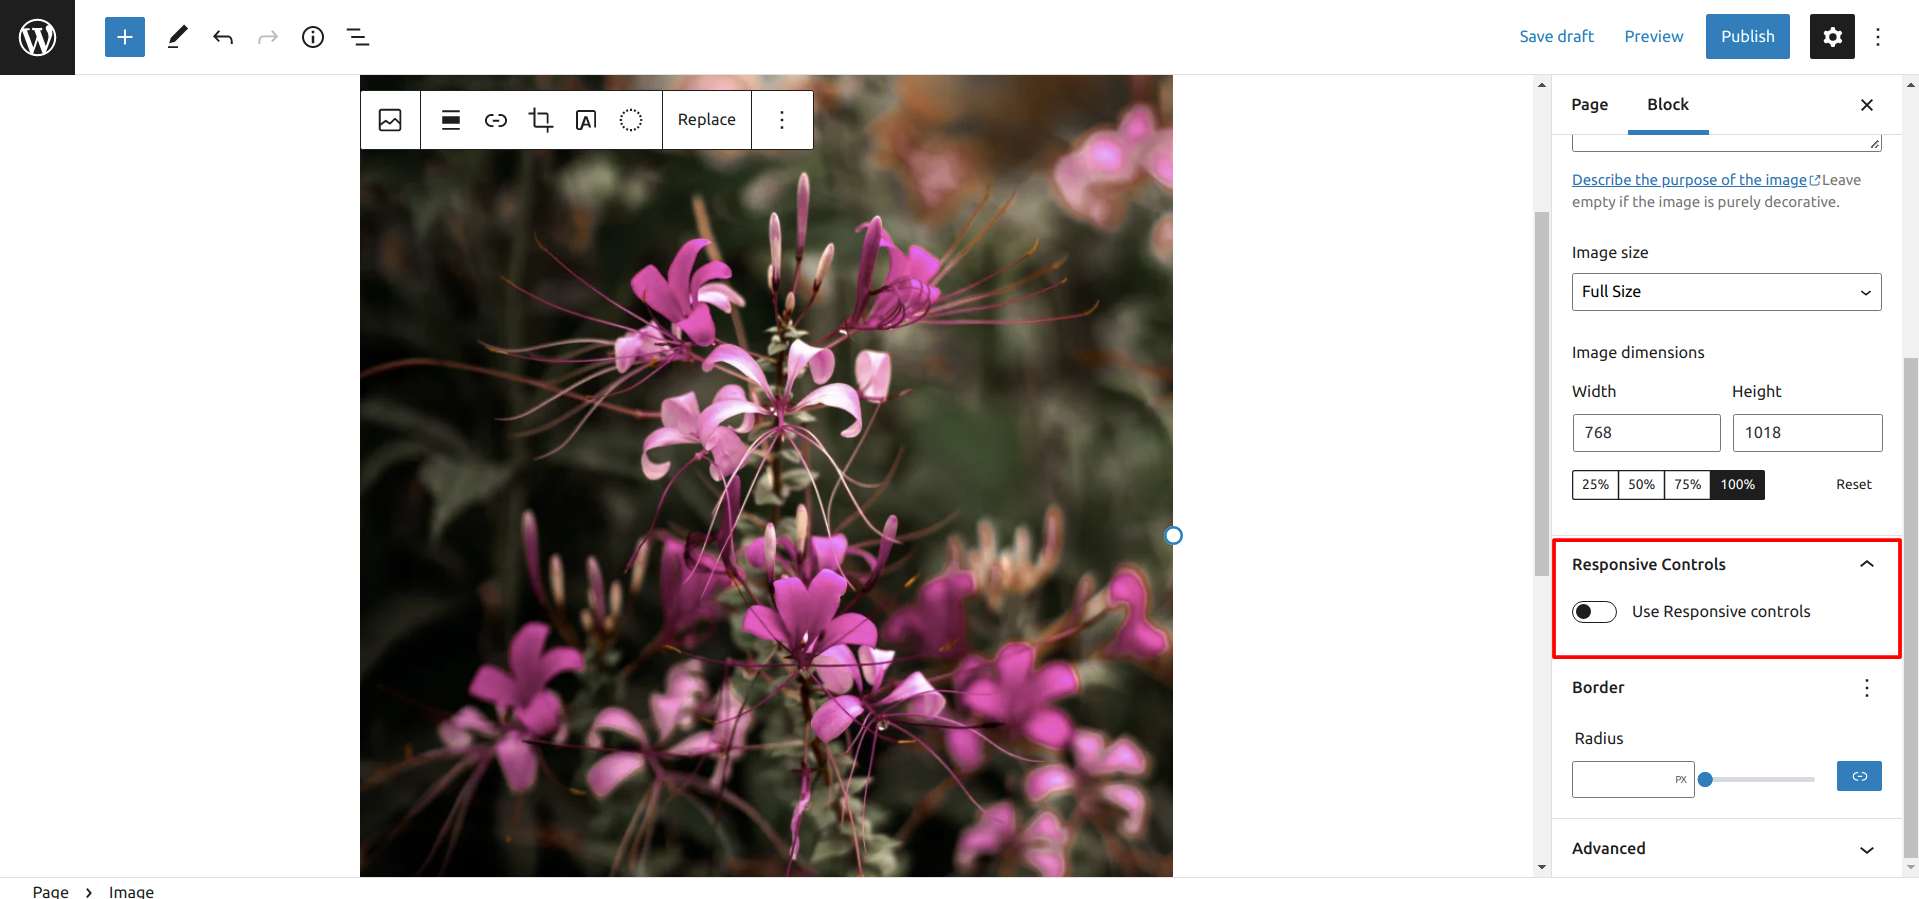 Save draft
Preview
Publish
Replace
Page
Block
Describe the purpose of the image Leave
empty if the image is purely decorative.
Image size
Full Size
Image dimensions
Width Height
768 1018
25% 50% 75% 100% Reset
Responsive Controls
Use Responsive controls
Border
Radius
PX
Advanced
Page › Image